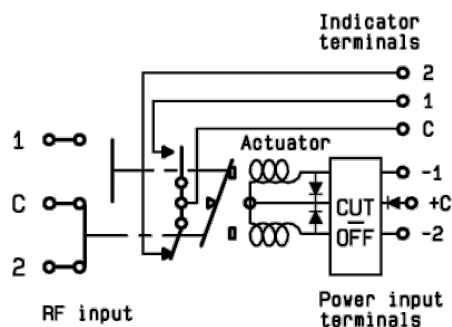 Indicator
terminals
2
1
C
1
Actuator
-1
C
CUT
+C
OFF
-2
2
RF input
Power input
terminals